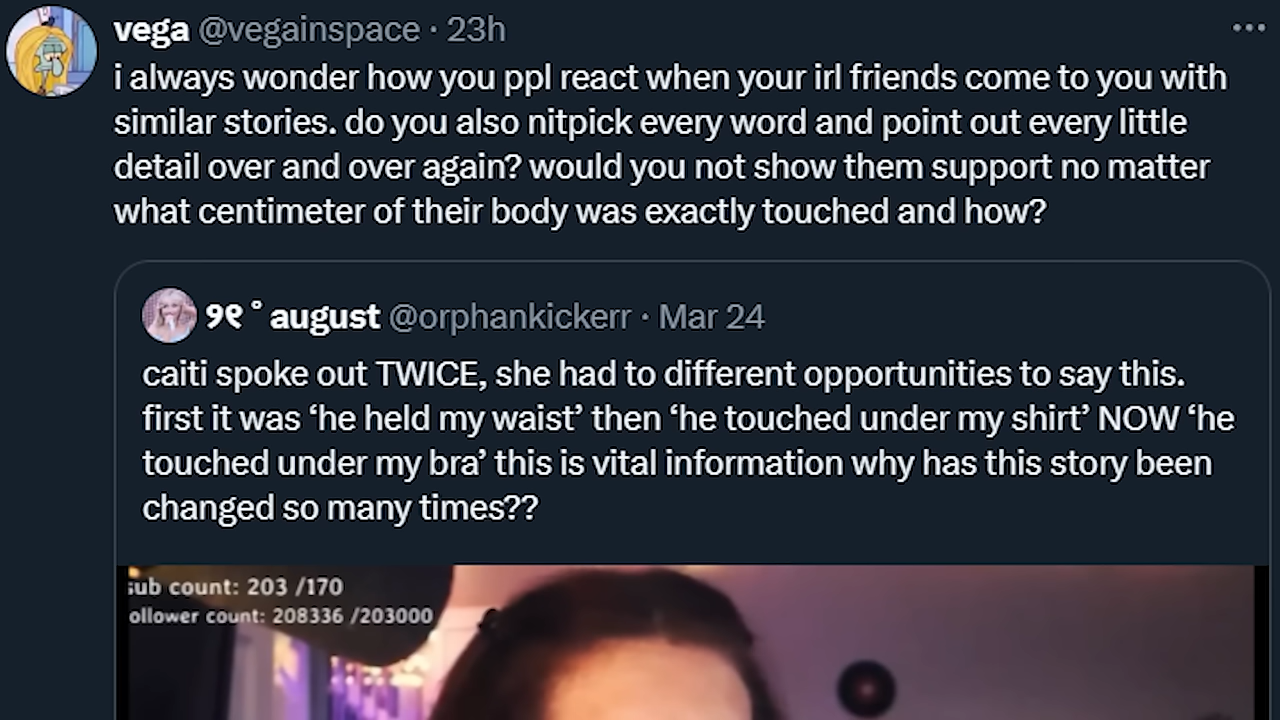 vega @vegainspace · 23h
i always wonder how you ppl react when your irl friends come to you with
similar stories. do you also nitpick every word and point out every little
detail over and over again? would you not show them support no matter
what centimeter of their body was exactly touched and how?
୨୧ ˚ august @orphankickerr · Mar 24
caiti spoke out TWICE, she had to different opportunities to say this.
first it was ‘he held my waist’ then ‘he touched under my shirt’ NOW ‘he
touched under my bra’ this is vital information why has this story been
changed so many times??
sub count: 203 /170
ollower count: 208336 /203000